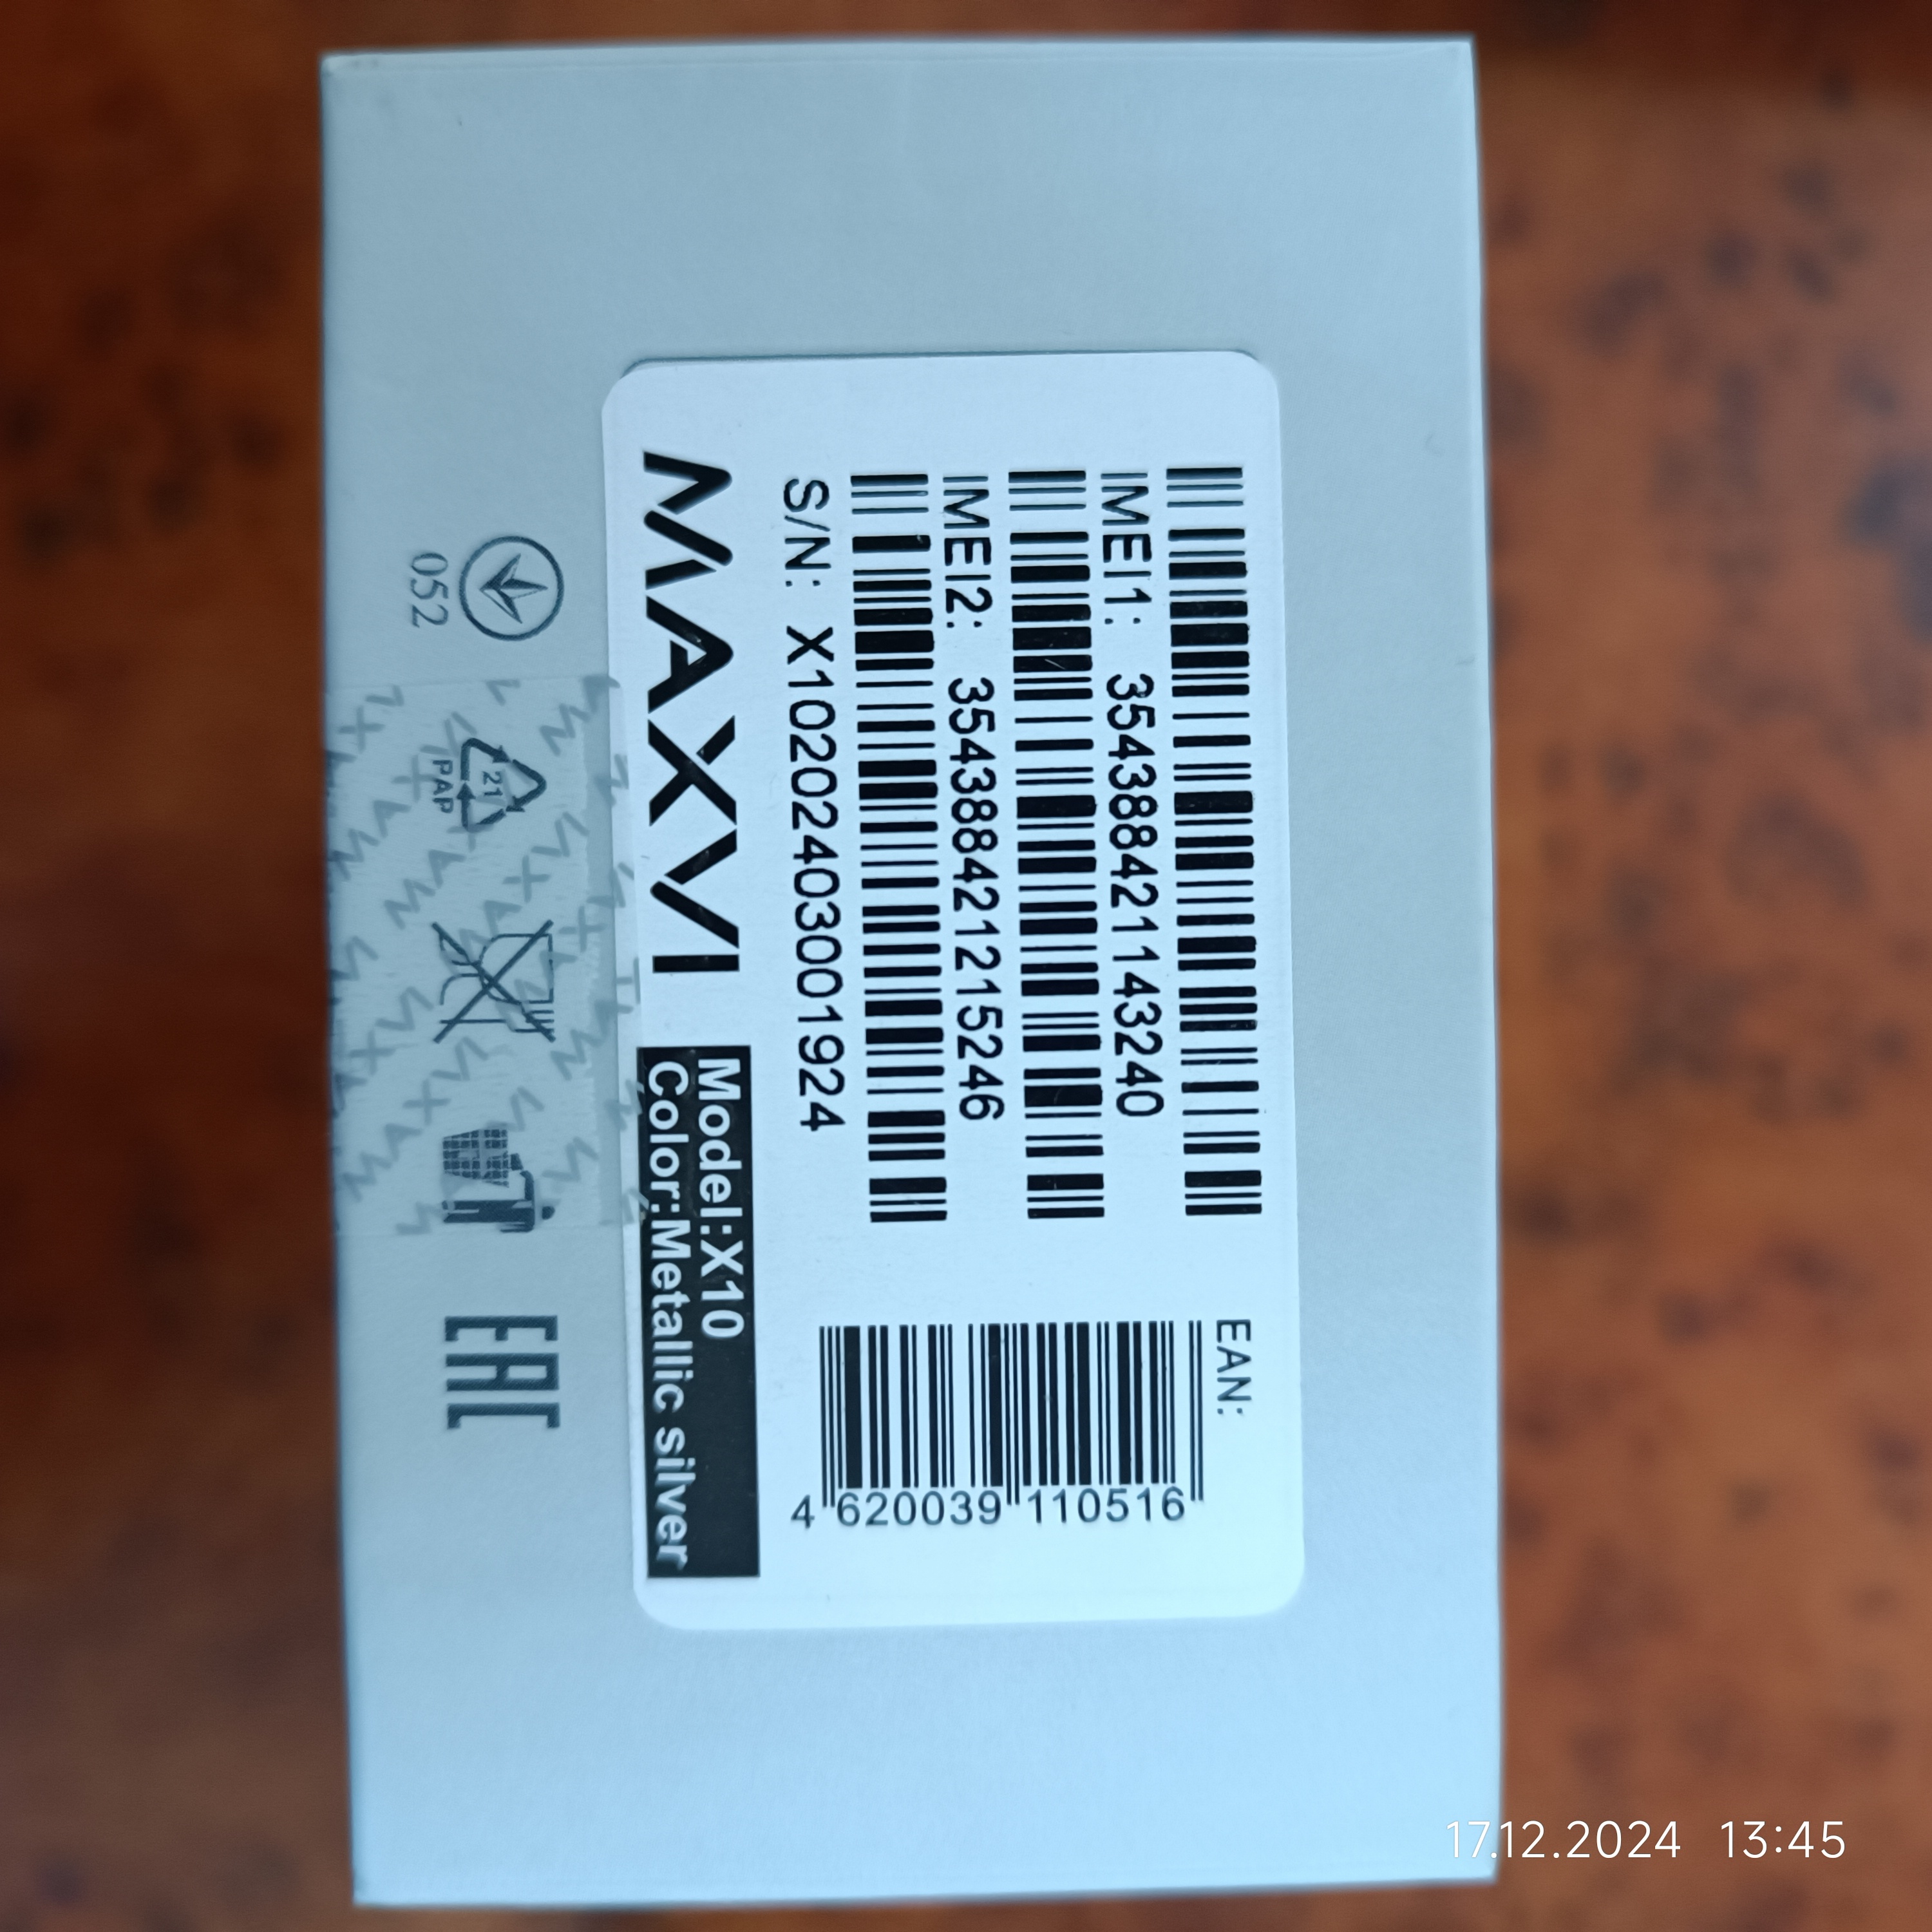 IMEI1: 354388421143240
IMEI2: 354388421215246
S/N: X10202403001924
EAN:
4 620039 110516
MAXVI
Model:X10
Color:Metallic silver
052
21
PAP
EAC
17.12.2024 13:45